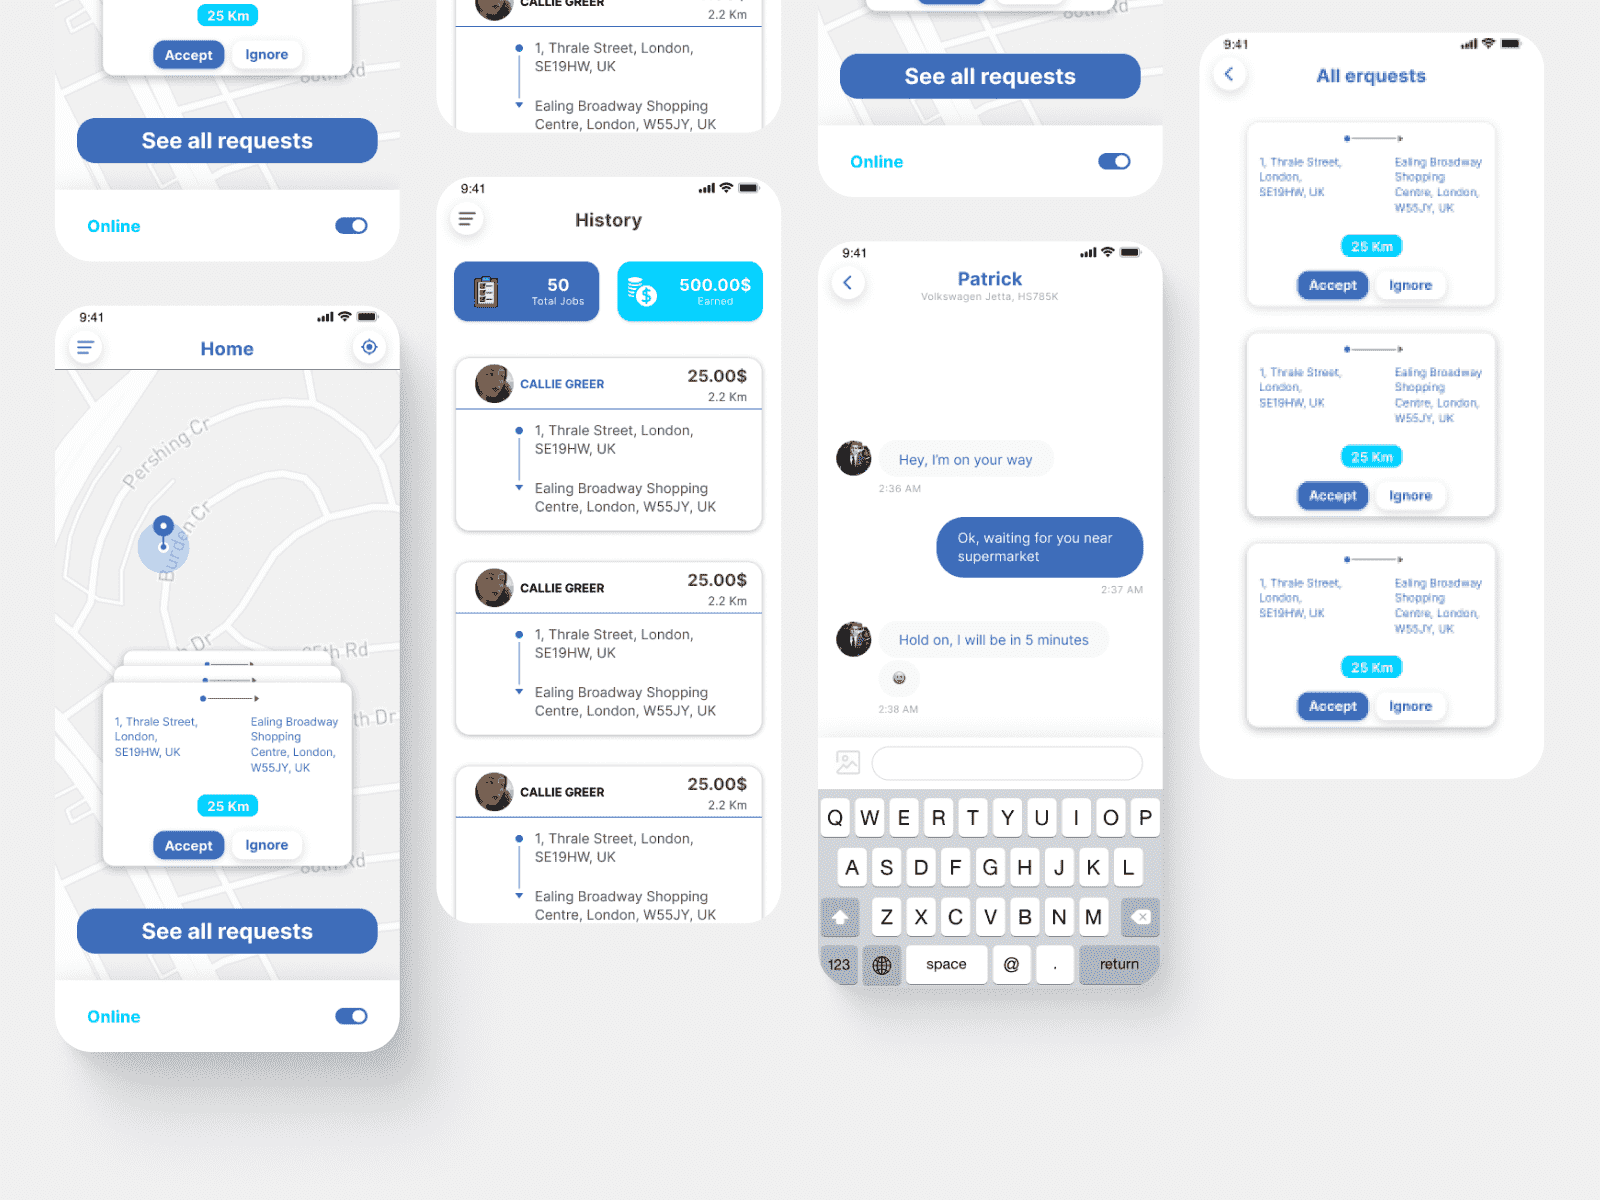 25 Km
Accept
Ignore
80th Rd
See all requests
Online
9:41
Home
Pershing Cr
Burden Cr
Dr
65th Rd
th Dr
1, Thrale Street,
London,
SE19HW, UK
Ealing Broadway
Shopping
Centre, London,
W55JY, UK
25 Km
Accept
Ignore
80th Rd
See all requests
Online
CALLIE GREER
2.2 Km
1, Thrale Street, London,
SE19HW, UK
Ealing Broadway Shopping
Centre, London, W55JY, UK
9:41
History
50
Total Jobs
500.00$
Earned
CALLIE GREER
25.00$
2.2 Km
1, Thrale Street, London,
SE19HW, UK
Ealing Broadway Shopping
Centre, London, W55JY, UK
CALLIE GREER
25.00$
2.2 Km
1, Thrale Street, London,
SE19HW, UK
Ealing Broadway Shopping
Centre, London, W55JY, UK
CALLIE GREER
25.00$
2.2 Km
1, Thrale Street, London,
SE19HW, UK
Ealing Broadway Shopping
Centre, London, W55JY, UK
80th Rd
See all requests
Online
9:41
Patrick
Volkswagen Jetta, HS785K
Hey, I'm on your way
2:36 AM
Ok, waiting for you near
supermarket
2:37 AM
Hold on, I will be in 5 minutes
2:38 AM
Q W E R T Y U I O P
A S D F G H J K L
Z X C V B N M
123 space @ . return
9:41
All erquests
1, Thrale Street,
London,
SE19HW, UK
Ealing Broadway
Shopping
Centre, London,
W55JY, UK
25 Km
Accept
Ignore
1, Thrale Street,
London,
SE19HW, UK
Ealing Broadway
Shopping
Centre, London,
W55JY, UK
25 Km
Accept
Ignore
1, Thrale Street,
London,
SE19HW, UK
Ealing Broadway
Shopping
Centre, London,
W55JY, UK
25 Km
Accept
Ignore